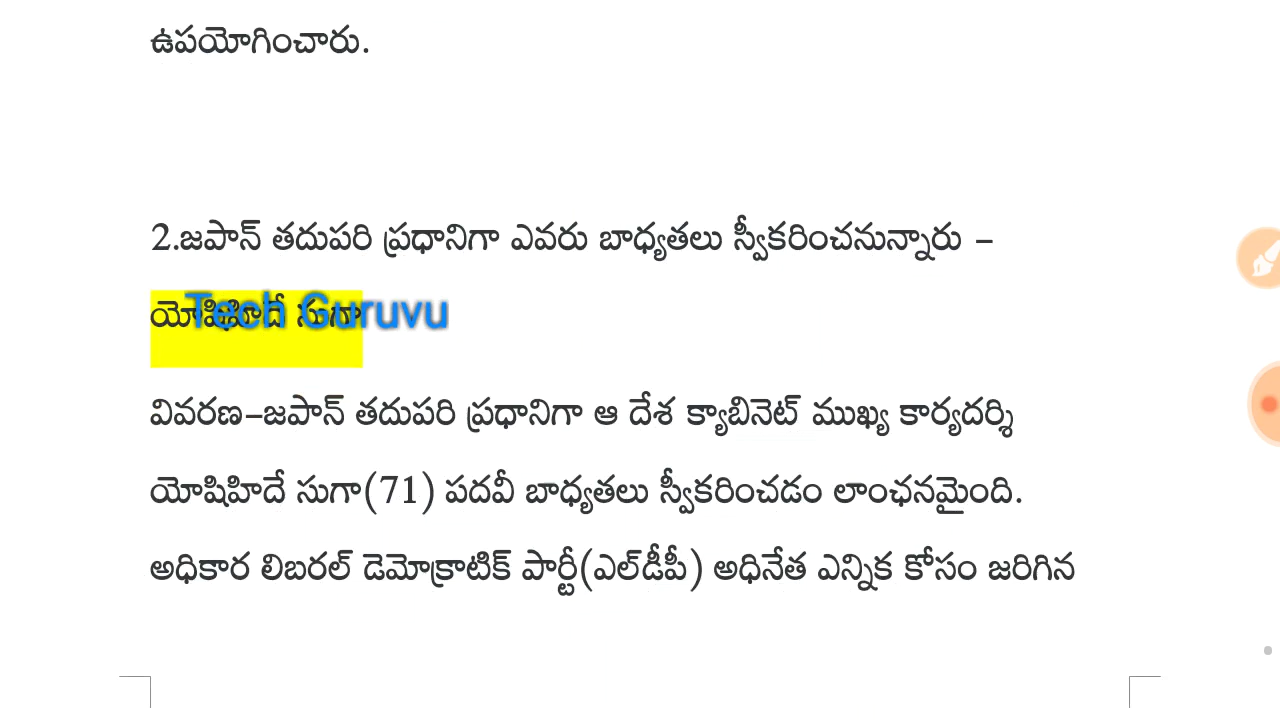 ఉపయోగించారు.
2.జపాన్ తదుపరి ప్రధానిగా ఎవరు బాధ్యతలు స్వీకరించనున్నారు –
యోషిహిదే సుగా
Tech Guruvu
వివరణ–జపాన్ తదుపరి ప్రధానిగా ఆ దేశ క్యాబినెట్ ముఖ్య కార్యదర్శి
యోషిహిదే సుగా(71) పదవీ బాధ్యతలు స్వీకరించడం లాంఛనమైంది.
అధికార లిబరల్ డెమోక్రాటిక్ పార్టీ(ఎల్‌డీపీ) అధినేత ఎన్నిక కోసం జరిగిన